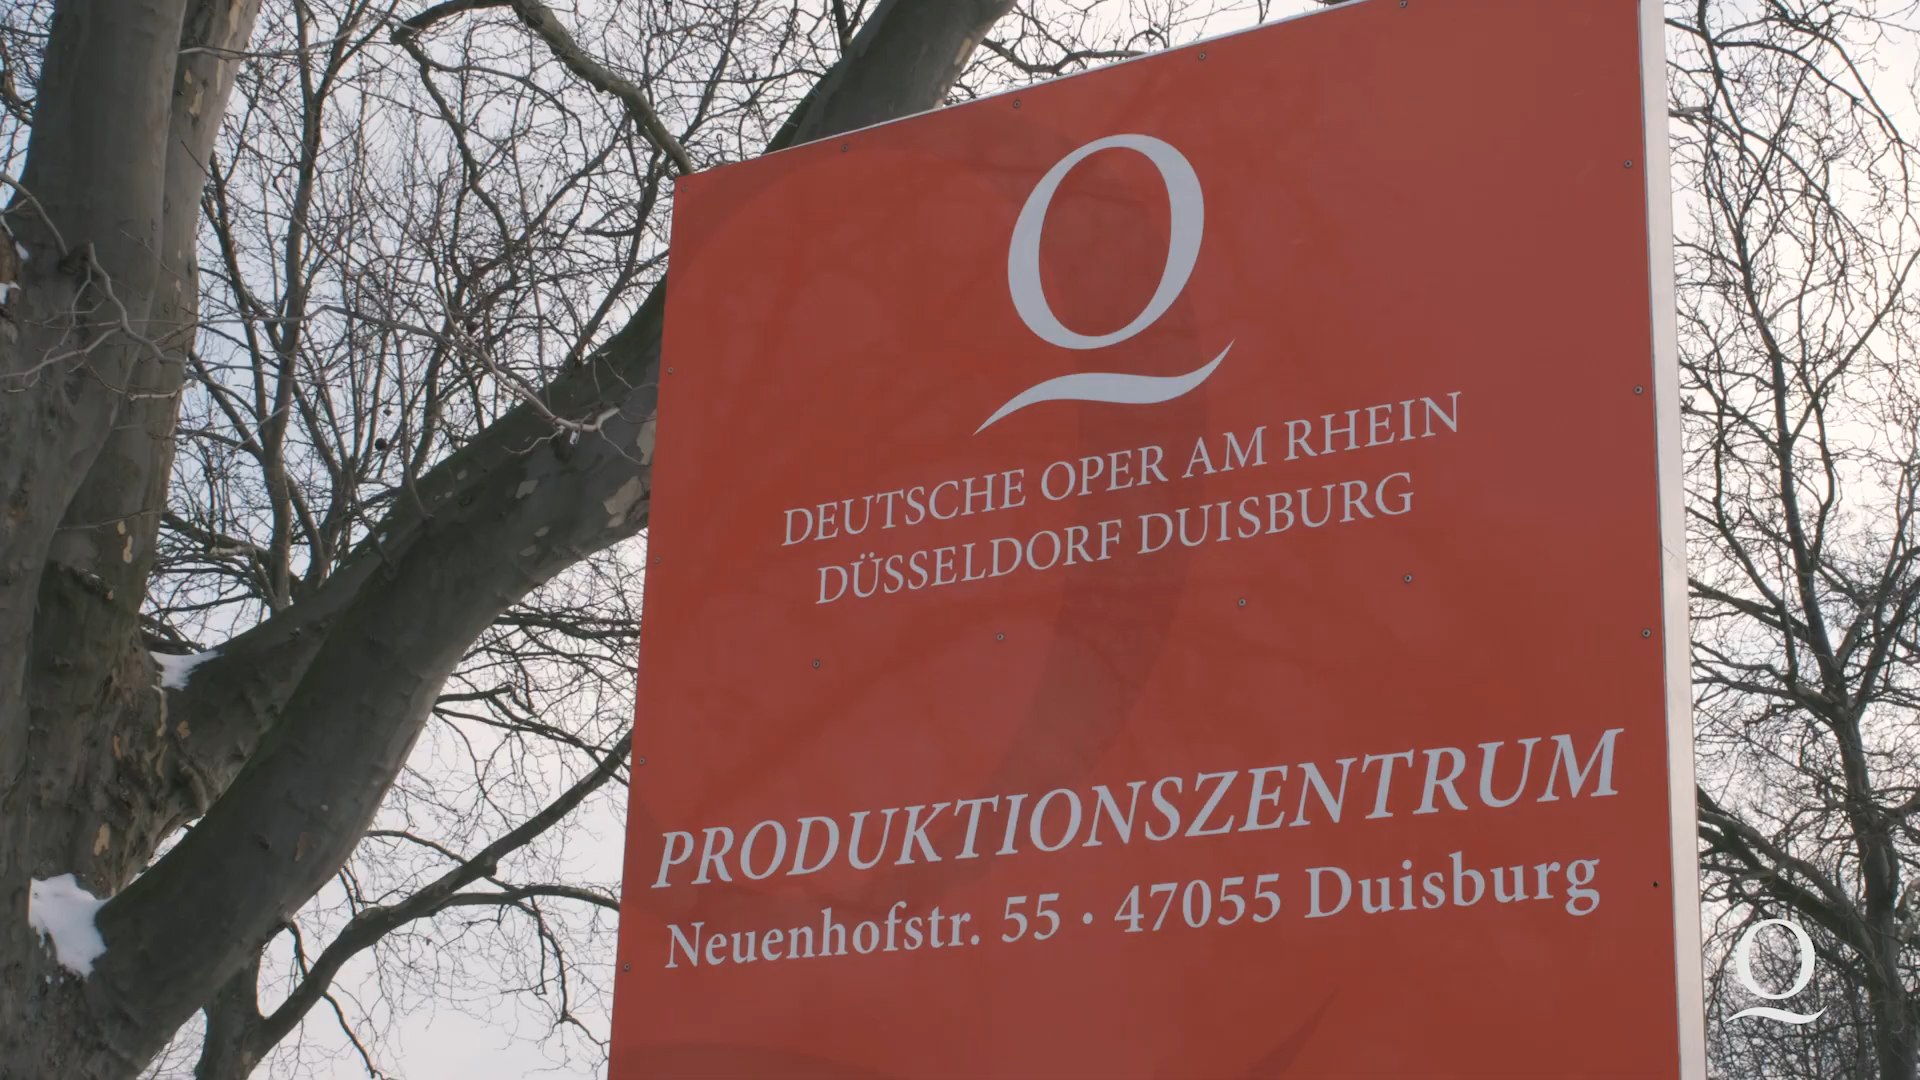 DEUTSCHE OPER AM RHEIN
DÜSSELDORF DUISBURG
PRODUKTIONSZENTRUM
Neuenhofstr. 55 · 47055 Duisburg